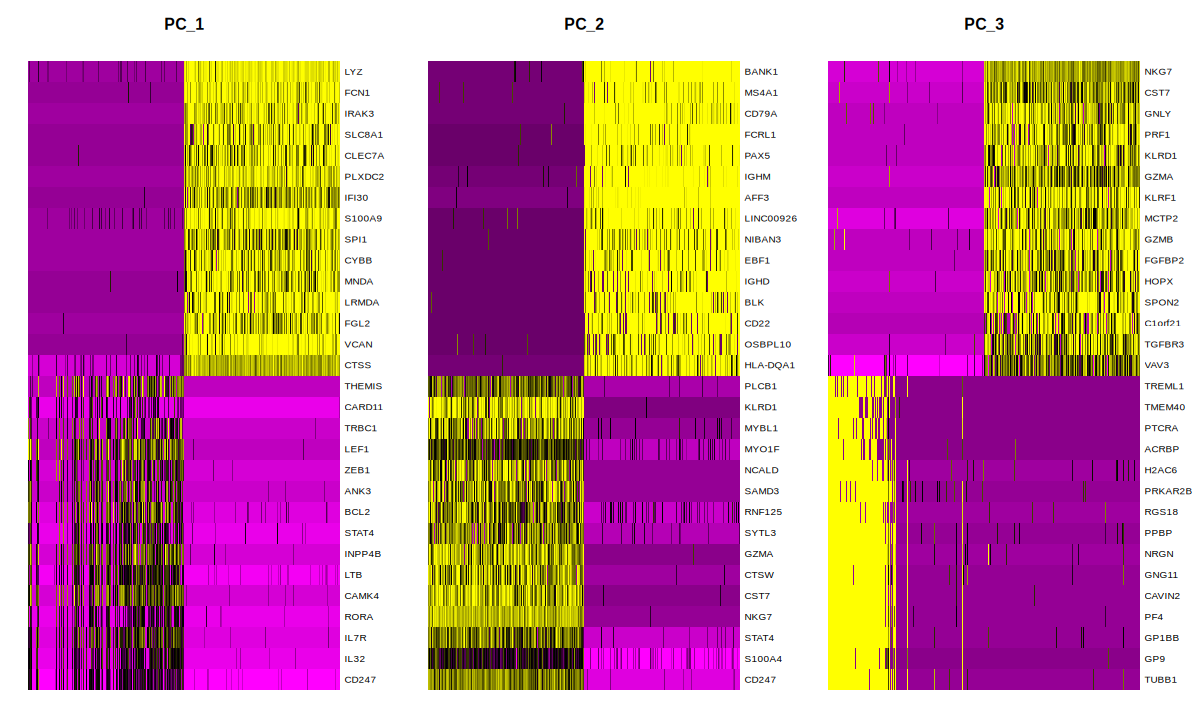 PC_1
LYZ
FCN1
IRAK3
SLC8A1
CLEC7A
PLXDC2
IFI30
S100A9
SPI1
CYBB
MNDA
LRMDA
FGL2
VCAN
CTSS
THEMIS
CARD11
TRBC1
LEF1
ZEB1
ANK3
BCL2
STAT4
INPP4B
LTB
CAMK4
RORA
IL7R
IL32
CD247
PC_2
BANK1
MS4A1
CD79A
FCRL1
PAX5
IGHM
AFF3
LINC00926
NIBAN3
EBF1
IGHD
BLK
CD22
OSBPL10
HLA-DQA1
PLCB1
KLRD1
MYBL1
MYO1F
NCALD
SAMD3
RNF125
SYTL3
GZMA
CTSW
CST7
NKG7
STAT4
S100A4
CD247
PC_3
NKG7
CST7
GNLY
PRF1
KLRD1
GZMA
KLRF1
MCTP2
GZMB
FGFBP2
HOPX
SPON2
C1orf21
TGFBR3
VAV3
TREML1
TMEM40
PTCRA
ACRBP
H2AC6
PRKAR2B
RGS18
PPBP
NRGN
GNG11
CAVIN2
PF4
GP1BB
GP9
TUBB1